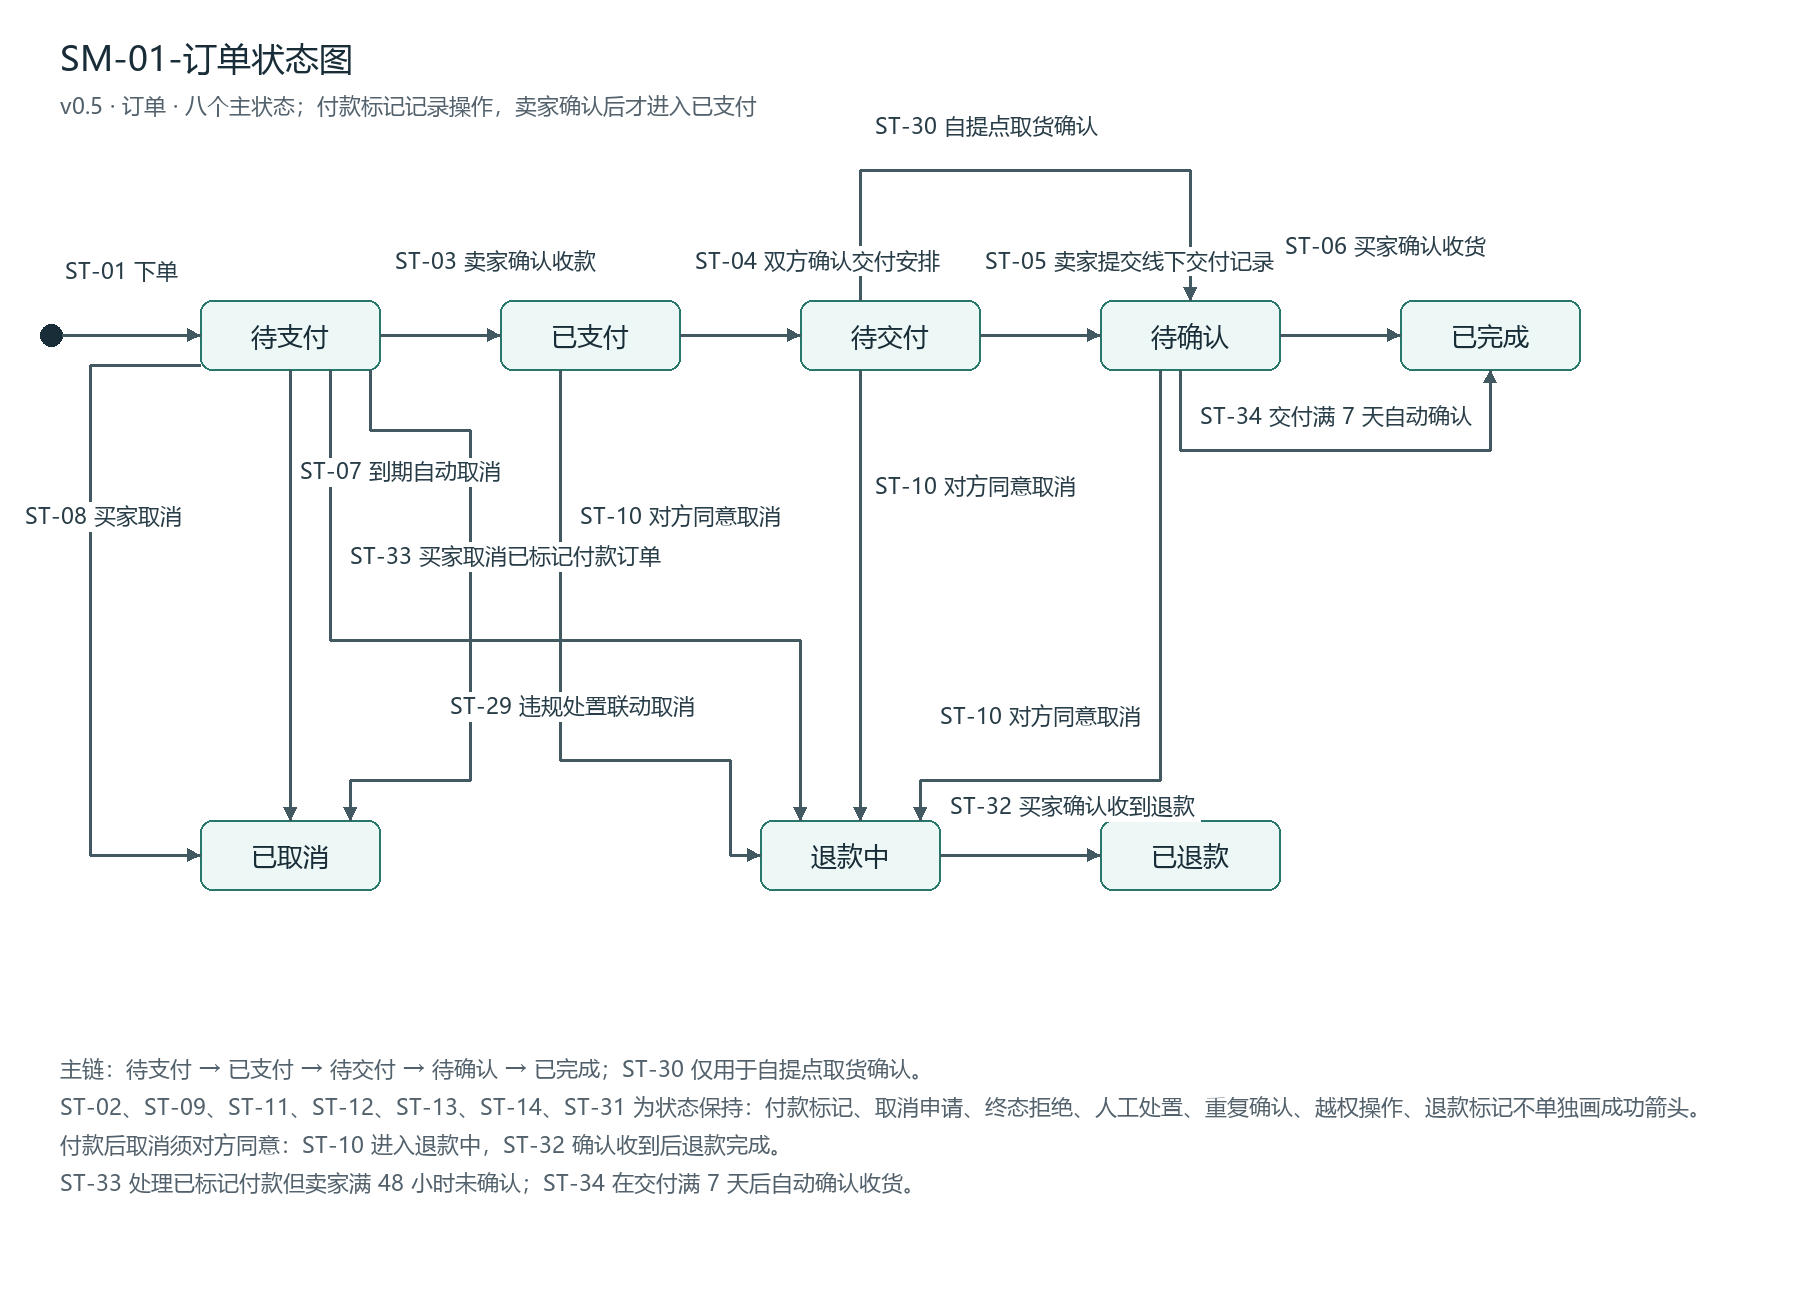 SM-01-订单状态图
v0.5 · 订单 · 八个主状态；付款标记记录操作，卖家确认后才进入已支付
ST-30 自提点取货确认
ST-01 下单
ST-03 卖家确认收款
ST-04 双方确认交付安排
ST-05 卖家提交线下交付记录
ST-06 买家确认收货
待支付
已支付
待交付
待确认
已完成
ST-34 交付满 7 天自动确认
ST-07 到期自动取消
ST-10 对方同意取消
ST-08 买家取消
ST-10 对方同意取消
ST-33 买家取消已标记付款订单
ST-29 违规处置联动取消
ST-10 对方同意取消
ST-32 买家确认收到退款
已取消
退款中
已退款
主链：待支付 → 已支付 → 待交付 → 待确认 → 已完成；ST-30 仅用于自提点取货确认。
ST-02、ST-09、ST-11、ST-12、ST-13、ST-14、ST-31 为状态保持：付款标记、取消申请、终态拒绝、人工处置、重复确认、越权操作、退款标记不单独画成功箭头。
付款后取消须对方同意：ST-10 进入退款中，ST-32 确认收到后退款完成。
ST-33 处理已标记付款但卖家满 48 小时未确认；ST-34 在交付满 7 天后自动确认收货。